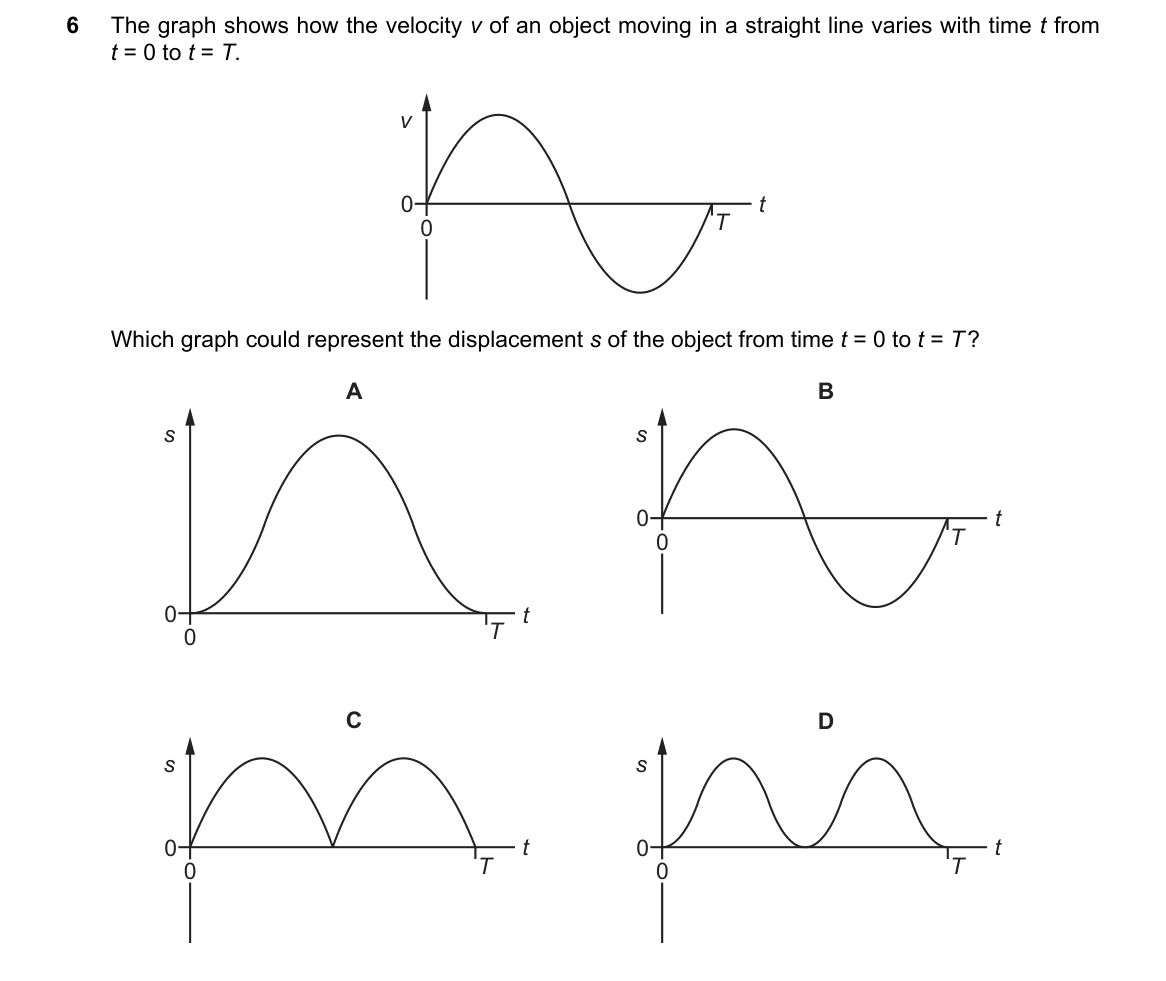 6 The graph shows how the velocity v of an object moving in a straight line varies with time t from
t = 0 to t = T.
v
0
t
T
0
Which graph could represent the displacement s of the object from time t = 0 to t = T?
A
B
s
s
0
t
T
0
0
t
T
0
C
D
s
s
0
t
T
0
0
t
T
0